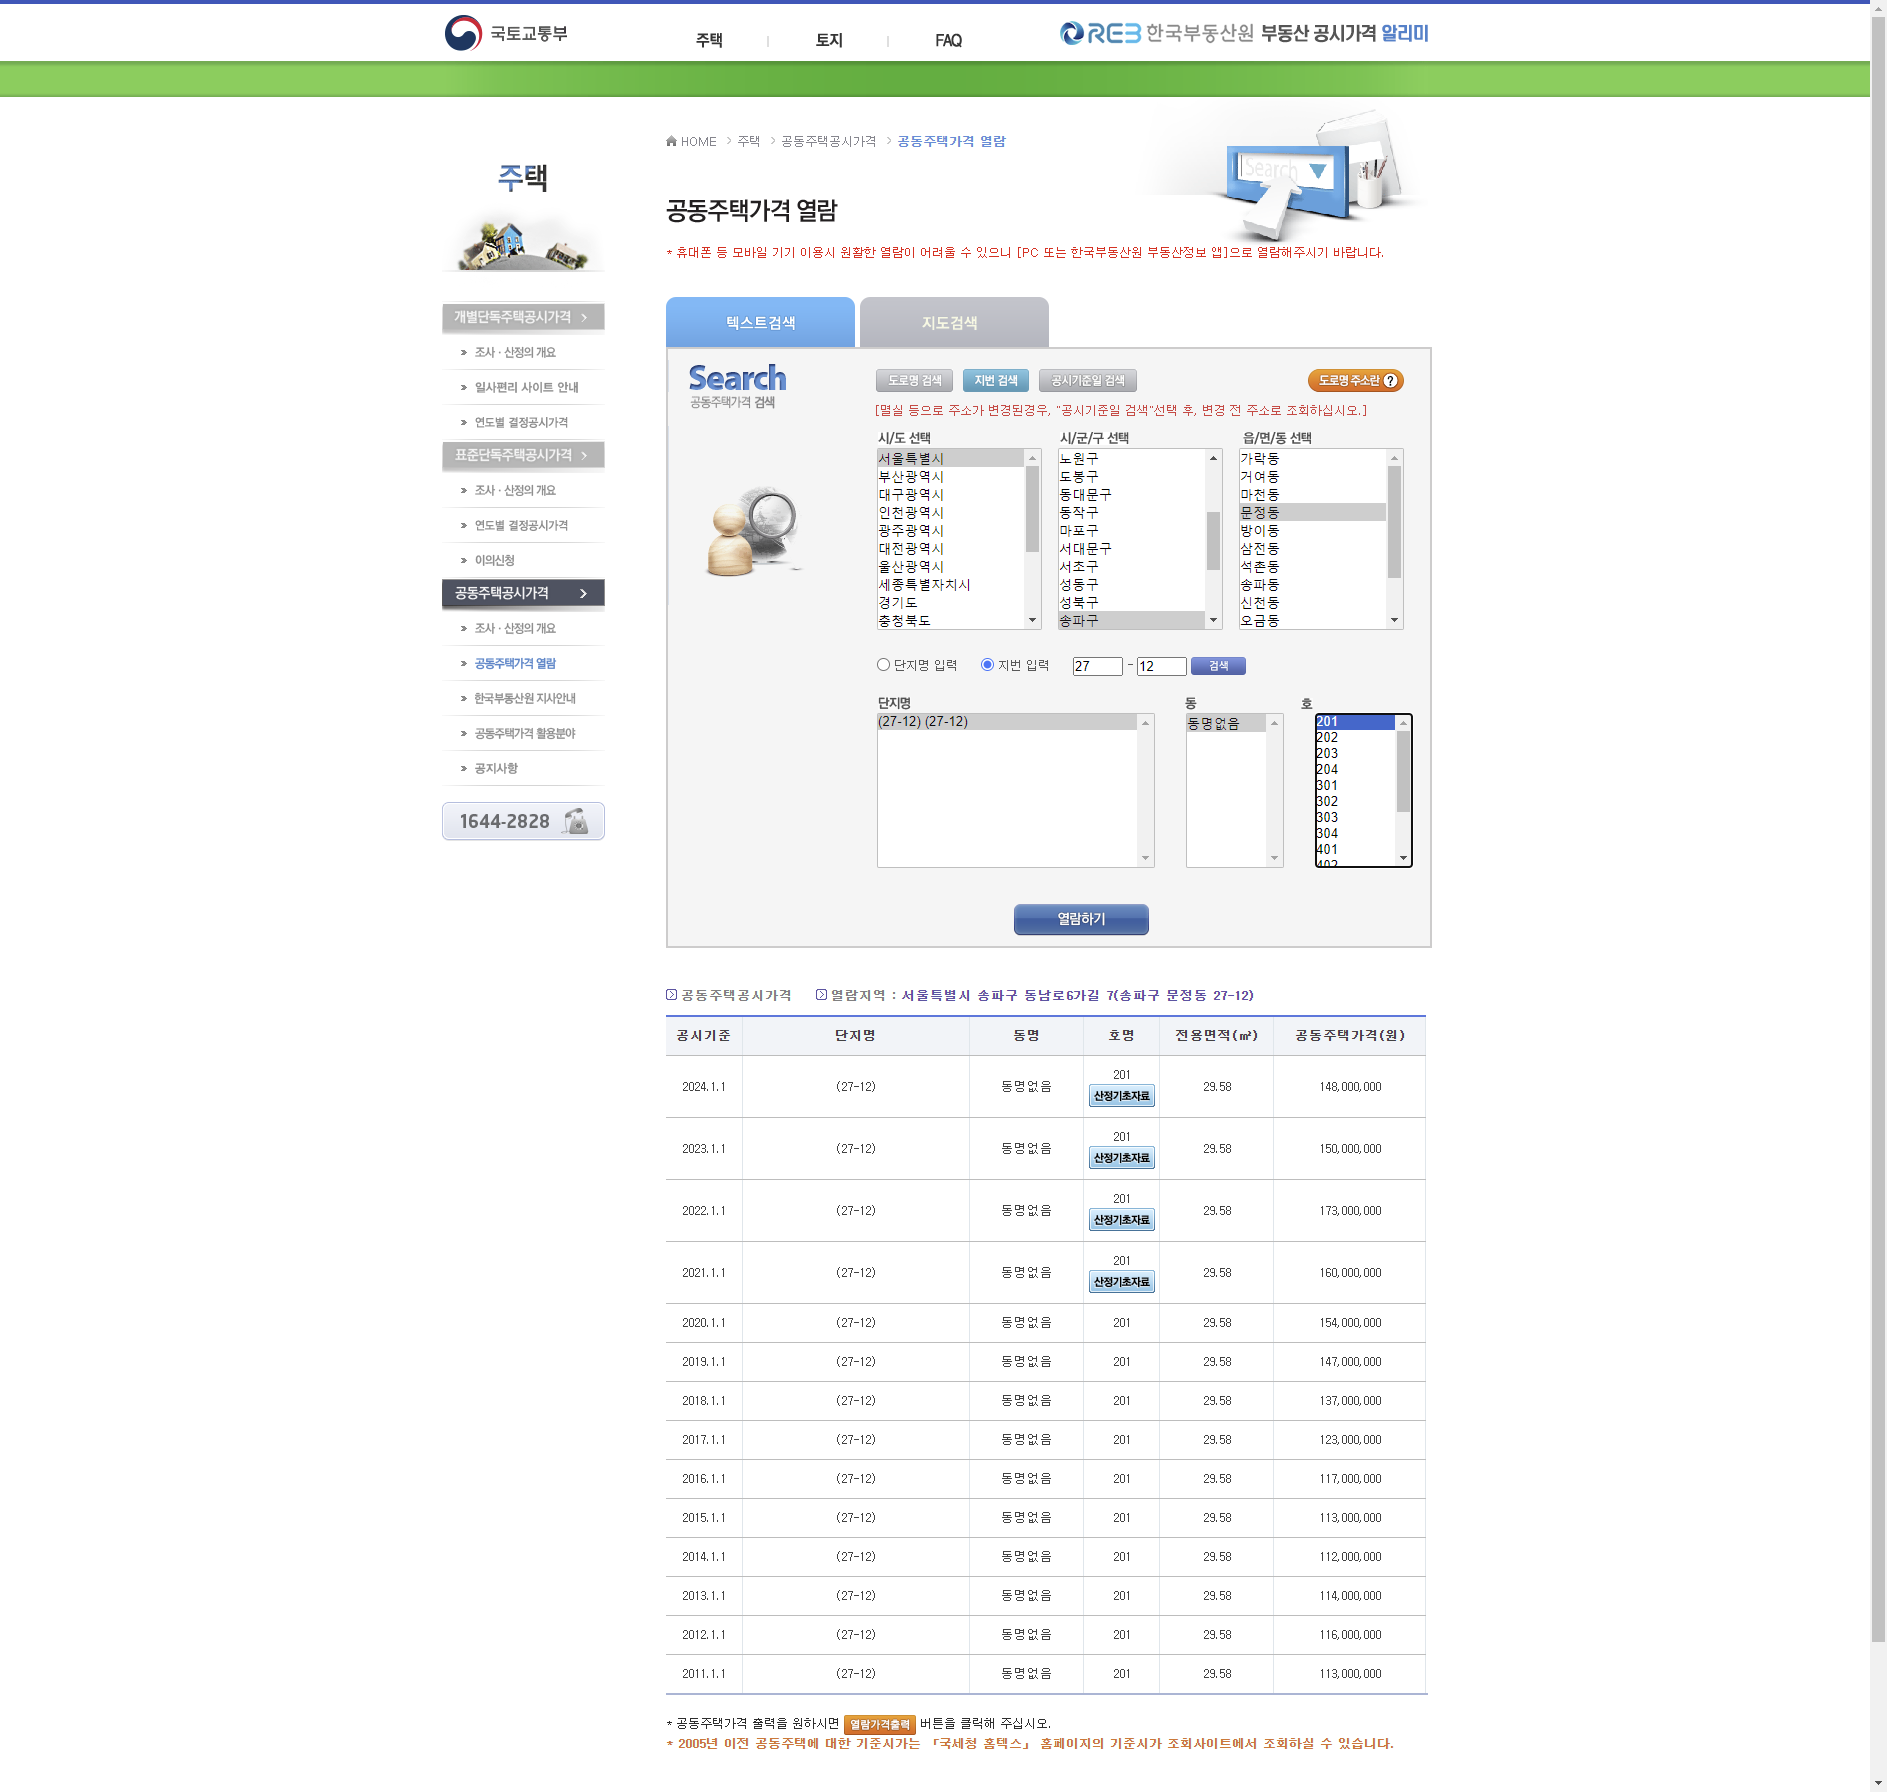 국토교통부
주택
토지
FAQ
REB 한국부동산원 부동산 공시가격 알리미
HOME > 주택 > 공동주택공시가격 > 공동주택가격 열람
주택
Search
공동주택가격 열람
* 휴대폰 등 모바일 기기 이용시 원활한 열람이 어려울 수 있으니 [PC 또는 한국부동산원 부동산정보 앱]으로 열람해주시기 바랍니다.
개별단독주택공시가격
조사 · 산정의 개요
일사편리 사이트 안내
연도별 결정공시가격
표준단독주택공시가격
조사 · 산정의 개요
연도별 결정공시가격
이의신청
공동주택공시가격
조사 · 산정의 개요
공동주택가격 열람
한국부동산원 지사안내
공동주택가격 활용분야
공지사항
1644-2828
텍스트검색
지도검색
Search
공동주택가격 검색
도로명 검색
지번 검색
공시기준일 검색
도로명 주소란 ?
[멸실 등으로 주소가 변경된경우, "공시기준일 검색"선택 후, 변경 전 주소로 조회하십시오.]
시/도 선택
서울특별시
부산광역시
대구광역시
인천광역시
광주광역시
대전광역시
울산광역시
세종특별자치시
경기도
충청북도
시/군/구 선택
노원구
도봉구
동대문구
동작구
마포구
서대문구
서초구
성동구
성북구
송파구
읍/면/동 선택
가락동
거여동
마천동
문정동
방이동
삼전동
석촌동
송파동
신천동
오금동
단지명 입력
지번 입력
27 - 12
검색
단지명
(27-12) (27-12)
동
동명없음
호
201
202
203
204
301
302
303
304
401
402
열람하기
공동주택공시가격
열람지역 : 서울특별시 송파구 동남로6가길 7(송파구 문정동 27-12)
공시기준 단지명 동명 호명 전용면적(㎡) 공동주택가격(원)
2024.1.1 (27-12) 동명없음 201 산정기초자료 29.58 148,000,000
2023.1.1 (27-12) 동명없음 201 산정기초자료 29.58 150,000,000
2022.1.1 (27-12) 동명없음 201 산정기초자료 29.58 173,000,000
2021.1.1 (27-12) 동명없음 201 산정기초자료 29.58 160,000,000
2020.1.1 (27-12) 동명없음 201 29.58 154,000,000
2019.1.1 (27-12) 동명없음 201 29.58 147,000,000
2018.1.1 (27-12) 동명없음 201 29.58 137,000,000
2017.1.1 (27-12) 동명없음 201 29.58 123,000,000
2016.1.1 (27-12) 동명없음 201 29.58 117,000,000
2015.1.1 (27-12) 동명없음 201 29.58 113,000,000
2014.1.1 (27-12) 동명없음 201 29.58 112,000,000
2013.1.1 (27-12) 동명없음 201 29.58 114,000,000
2012.1.1 (27-12) 동명없음 201 29.58 116,000,000
2011.1.1 (27-12) 동명없음 201 29.58 113,000,000
* 공동주택가격 출력을 원하시면 열람가격출력 버튼을 클릭해 주십시오.
* 2005년 이전 공동주택에 대한 기준시가는 「국세청 홈텍스」 홈페이지의 기준시가 조회사이트에서 조회하실 수 있습니다.